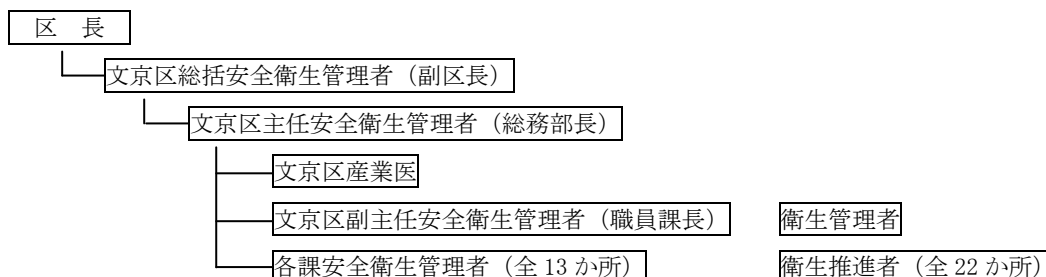 区 長
文京区総括安全衛生管理者（副区長）
文京区主任安全衛生管理者（総務部長）
文京区産業医
文京区副主任安全衛生管理者（職員課長） 衛生管理者
各課安全衛生管理者（全 13 か所） 衛生推進者（全 22 か所）